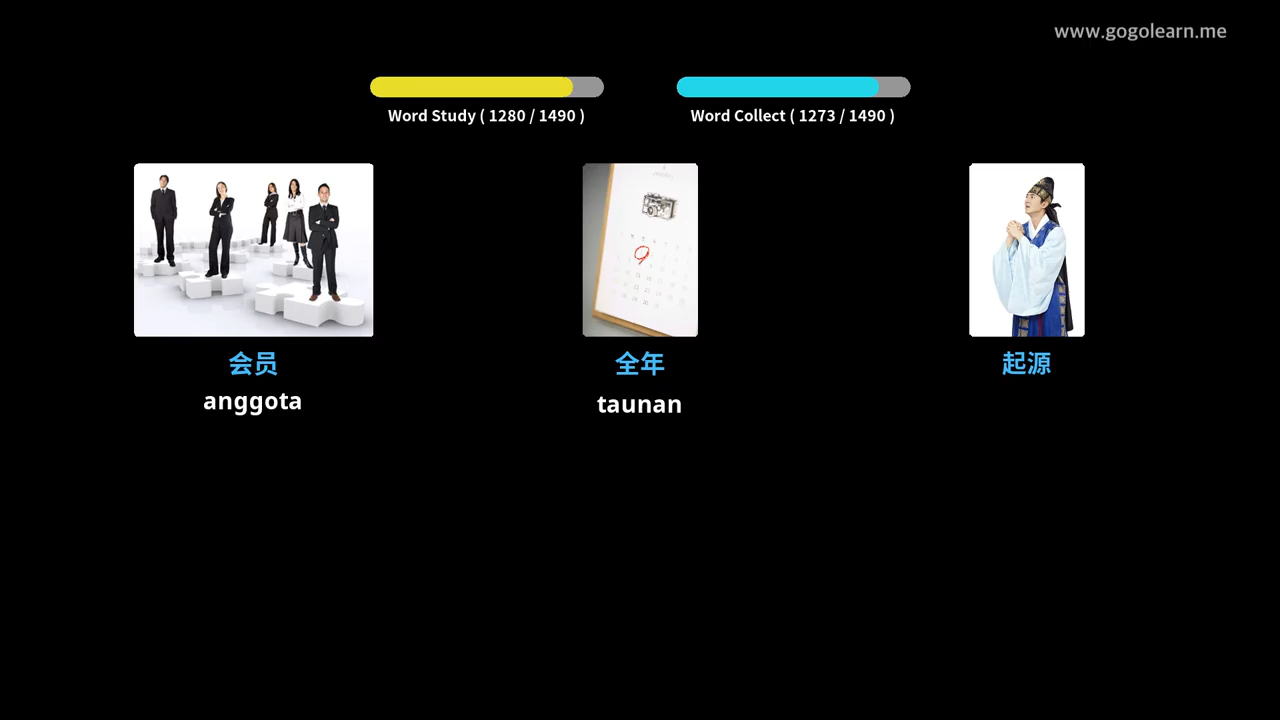 www.gogolearn.me
Word Study ( 1280 / 1490 )
Word Collect ( 1273 / 1490 )
会员
全年
起源
anggota
taunan